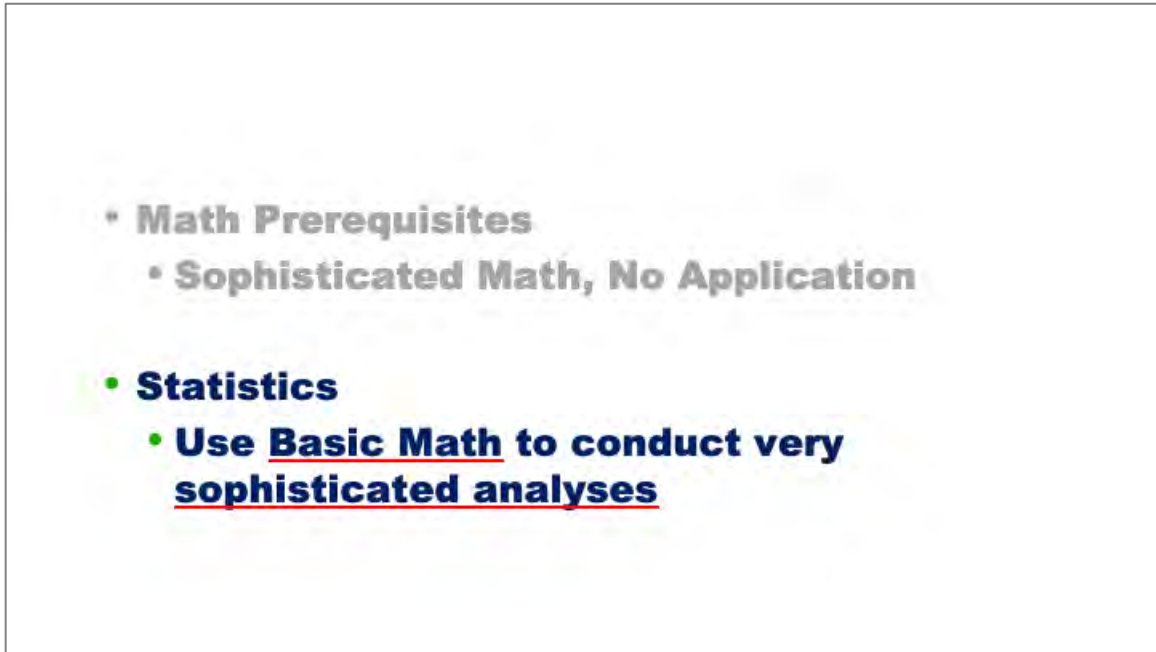 • Math Prerequisites
• Sophisticated Math, No Application
• Statistics
• Use Basic Math to conduct very
sophisticated analyses